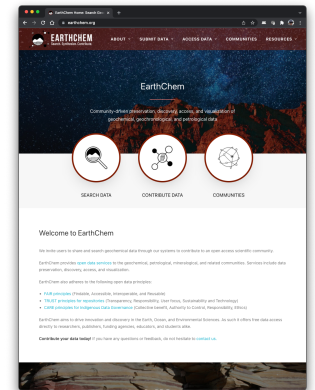 EarthChem Home: Search Dat
earthchem.org
EARTHCHEM
Search. Synthesize. Contribute.
ABOUT SUBMIT DATA ACCESS DATA COMMUNITIES RESOURCES
EarthChem
Community-driven preservation, discovery, access, and visualization of
geochemical, geochronological, and petrological data
SEARCH DATA CONTRIBUTE DATA COMMUNITIES
Welcome to EarthChem
We invite users to share and search geochemical data through our systems to contribute to an open access scientific community.
EarthChem provides open data services to the geochemical, petrological, mineralogical, and related communities. Services include data
preservation, discovery, access, and visualization.
EarthChem also adheres to the following open data principles:
• FAIR principles (Findable, Accessible, Interoperable, and Reusable)
• TRUST principles for repositories (Transparency, Responsibility, User focus, Sustainability and Technology)
• CARE principles for Indigenous Data Governance (Collective benefit, Authority to Control, Responsibility, Ethics)
EarthChem aims to drive innovation and discovery in the Earth, Ocean, and Environmental Sciences. As such it offers free data access
directly to researchers, publishers, funding agencies, educators, and students alike.
Contribute your data today! If you have any questions or feedback, do not hesitate to contact us.